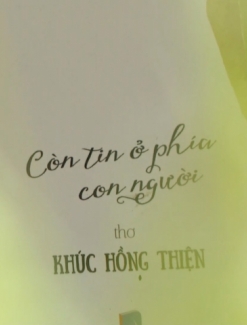 Còn tin ở phía
con người
thơ
KHÚC HỒNG THIỆN